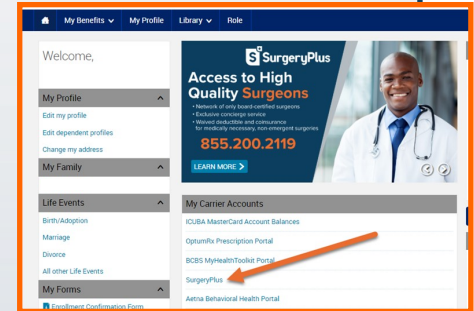 My Benefits My Profile Library Role
Welcome,
My Profile
Edit my profile
Edit dependent profiles
Change my address
My Family
Life Events
Birth/Adoption
Marriage
Divorce
All other Life Events
My Forms
Enrollment Confirmation Form
SurgeryPlus
Access to High
Quality Surgeons
• Network of only board-certified surgeons
• Exclusive concierge service
• Waived deductible and coinsurance
for medically necessary, non-emergent surgeries
855.200.2119
LEARN MORE >
My Carrier Accounts
ICUBA MasterCard Account Balances
OptumRx Prescription Portal
BCBS MyHealthToolkit Portal
SurgeryPlus
Aetna Behavioral Health Portal